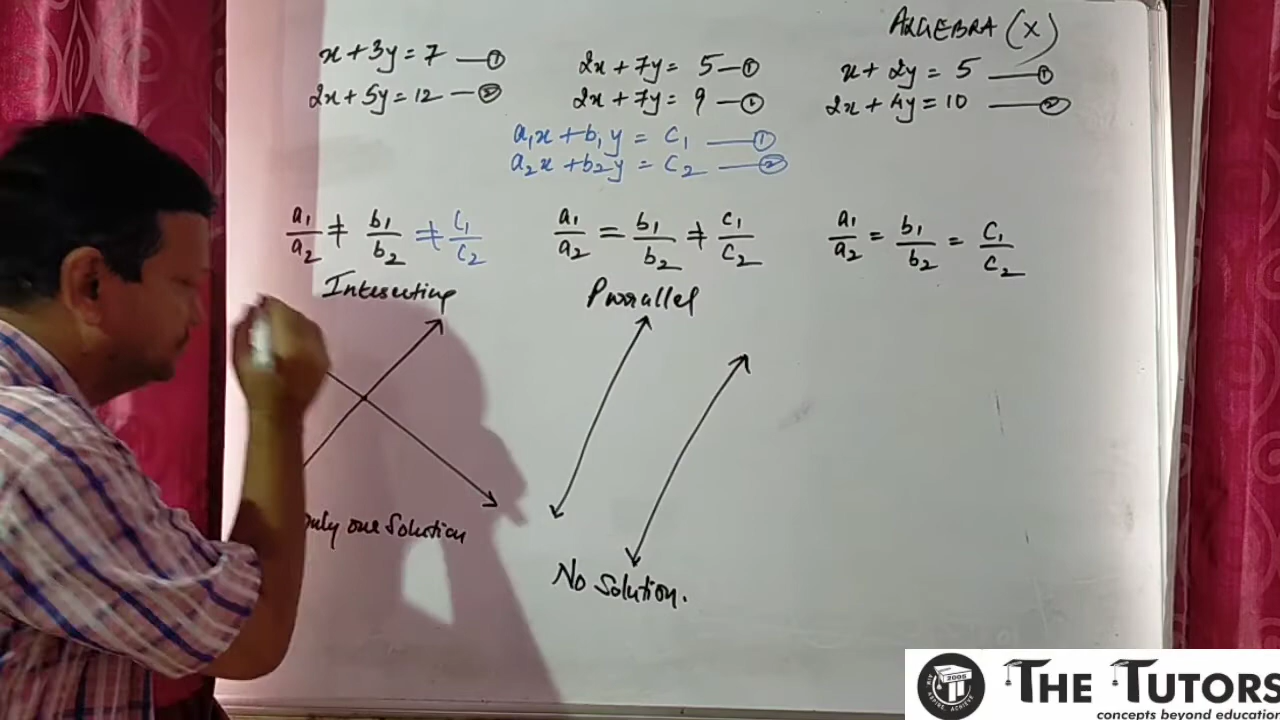 ALGEBRA (X)
x + 3y = 7 — ①
2x + 5y = 12 — ②
2x + 7y = 5 — ①
2x + 7y = 9 — ②
x + 2y = 5 — ①
2x + 4y = 10 — ②
a₁x + b₁y = c₁ — ①
a₂x + b₂y = c₂ — ②
a₁/a₂ ≠ b₁/b₂ ≠ c₁/c₂
Intersecting
only one solution
a₁/a₂ = b₁/b₂ ≠ c₁/c₂
Parallel
No Solution.
a₁/a₂ = b₁/b₂ = c₁/c₂
2005
THE TUTORS
concepts beyond education